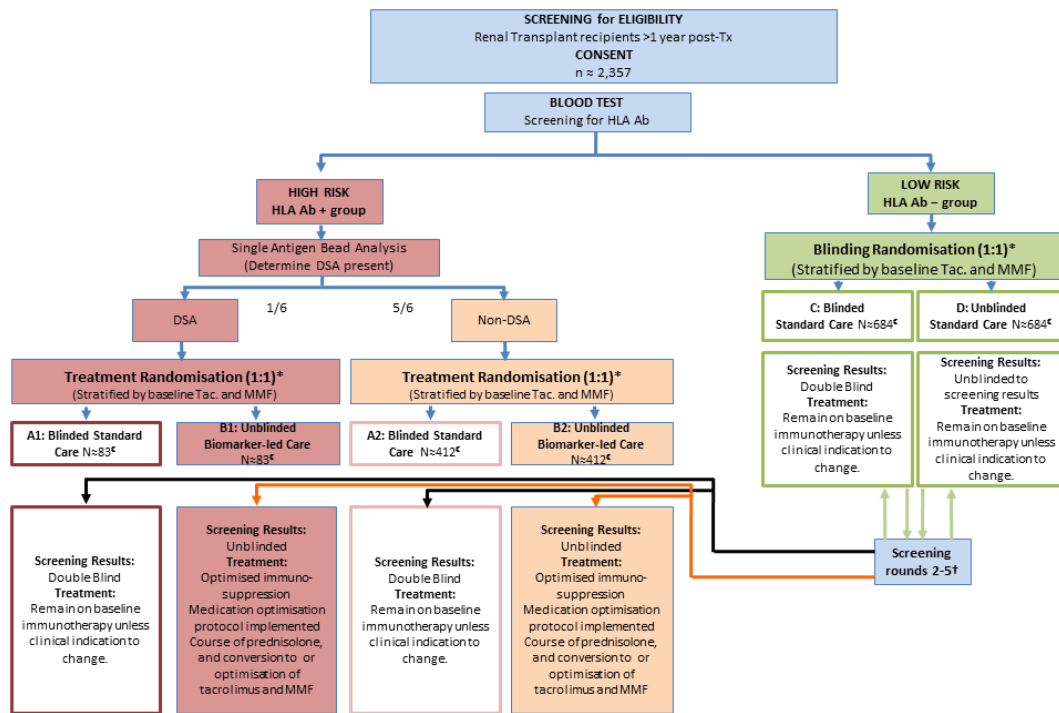 SCREENING for ELIGIBILITY
Renal Transplant recipients >1 year post-Tx
CONSENT
n ≈ 2,357
BLOOD TEST
Screening for HLA Ab
HIGH RISK
HLA Ab + group
LOW RISK
HLA Ab – group
Single Antigen Bead Analysis
(Determine DSA present)
Blinding Randomisation (1:1)*
(Stratified by baseline Tac. and MMF)
DSA
1/6
5/6
Non-DSA
C: Blinded
Standard Care N≈684€
D: Unblinded
Standard Care N≈684€
Treatment Randomisation (1:1)*
(Stratified by baseline Tac. and MMF)
Treatment Randomisation (1:1)*
(Stratified by baseline Tac. and MMF)
A1: Blinded Standard
Care N≈83€
B1: Unblinded
Biomarker-led Care
N≈83€
A2: Blinded Standard
Care N≈412€
B2: Unblinded
Biomarker-led Care
N≈412€
Screening Results:
Double Blind
Treatment:
Remain on baseline
immunotherapy unless
clinical indication to
change.
Screening Results:
Unblinded to
screening results
Treatment:
Remain on baseline
immunotherapy unless
clinical indication to
change.
Screening Results:
Double Blind
Treatment:
Remain on baseline
immunotherapy unless
clinical indication to
change.
Screening Results:
Unblinded
Treatment:
Optimised immuno-
suppression
Medication optimisation
protocol implemented
Course of prednisolone,
and conversion to or
optimisation of
tacrolimus and MMF
Screening Results:
Double Blind
Treatment:
Remain on baseline
immunotherapy unless
clinical indication to
change.
Screening Results:
Unblinded
Treatment:
Optimised immuno-
suppression
Medication optimisation
protocol implemented
Course of prednisolone,
and conversion to or
optimisation of
tacrolimus and MMF
Screening
rounds 2-5†